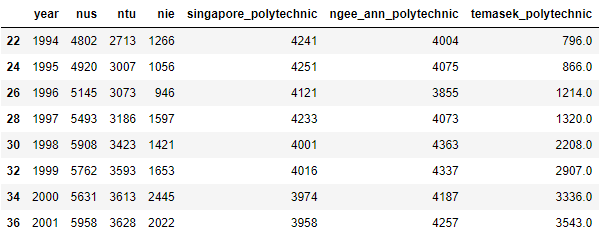 year nus ntu nie singapore_polytechnic ngee_ann_polytechnic temasek_polytechnic
22 1994 4802 2713 1266 4241 4004 796.0
24 1995 4920 3007 1056 4251 4075 866.0
26 1996 5145 3073 946 4121 3855 1214.0
28 1997 5493 3186 1597 4233 4073 1320.0
30 1998 5908 3423 1421 4001 4363 2208.0
32 1999 5762 3593 1653 4016 4337 2907.0
34 2000 5631 3613 2445 3974 4187 3336.0
36 2001 5958 3628 2022 3958 4257 3543.0